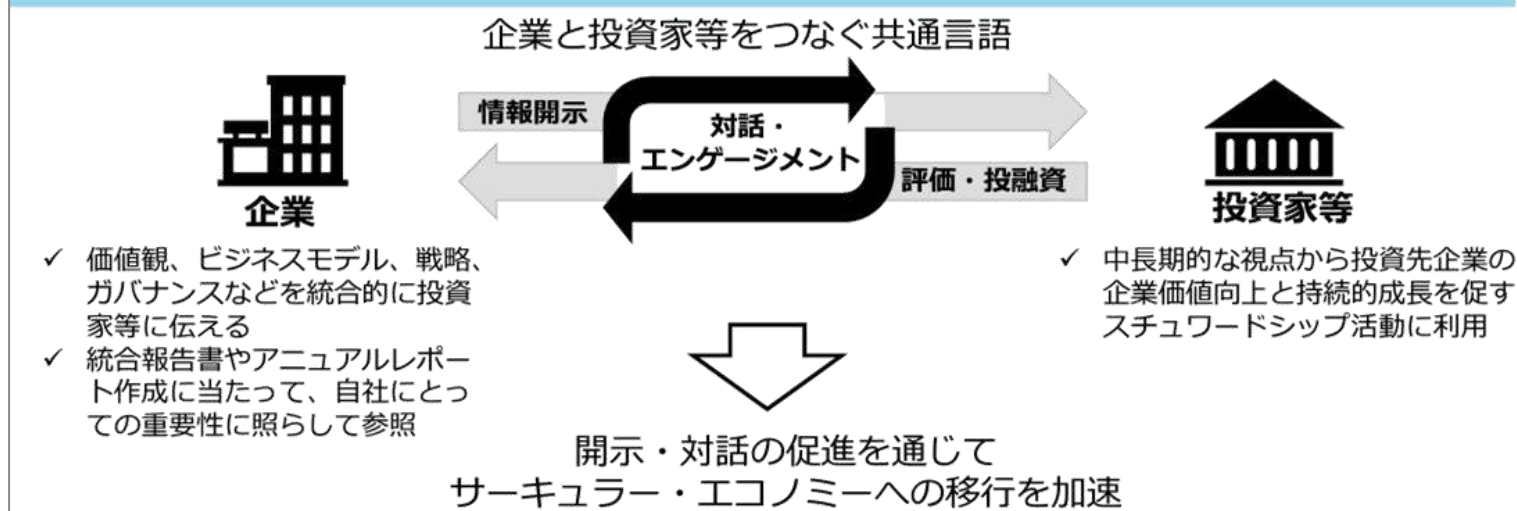 企業と投資家等をつなぐ共通言語
情報開示
対話・
エンゲージメント
評価・投融資
企業
投資家等
✓ 価値観、ビジネスモデル、戦略、
ガバナンスなどを統合的に投資
家等に伝える
✓ 統合報告書やアニュアルレポー
ト作成に当たって、自社にとっ
ての重要性に照らして参照
✓ 中長期的な視点から投資先企業の
企業価値向上と持続的成長を促す
スチュワードシップ活動に利用
開示・対話の促進を通じて
サーキュラー・エコノミーへの移行を加速